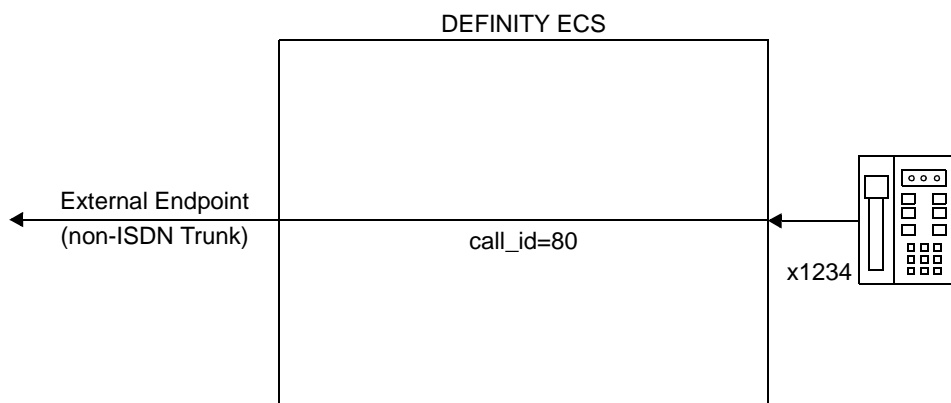 DEFINITY ECS
External Endpoint
(non-ISDN Trunk)
call_id=80
x1234